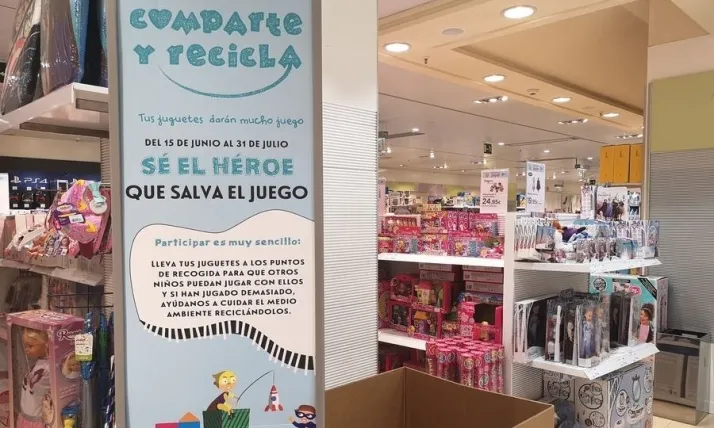 COMPARTE
Y RECICLA
Tus juguetes darán mucho juego
DEL 15 DE JUNIO AL 31 DE JULIO
SÉ EL HÉROE
QUE SALVA EL JUEGO
Participar es muy sencillo:
LLEVA TUS JUGUETES A LOS PUNTOS
DE RECOGIDA PARA QUE OTROS
NIÑOS PUEDAN JUGAR CON ELLOS
Y SI HAN JUGADO DEMASIADO,
AYÚDANOS A CUIDAR EL MEDIO
AMBIENTE RECICLÁNDOLOS.
PS4
24,95€